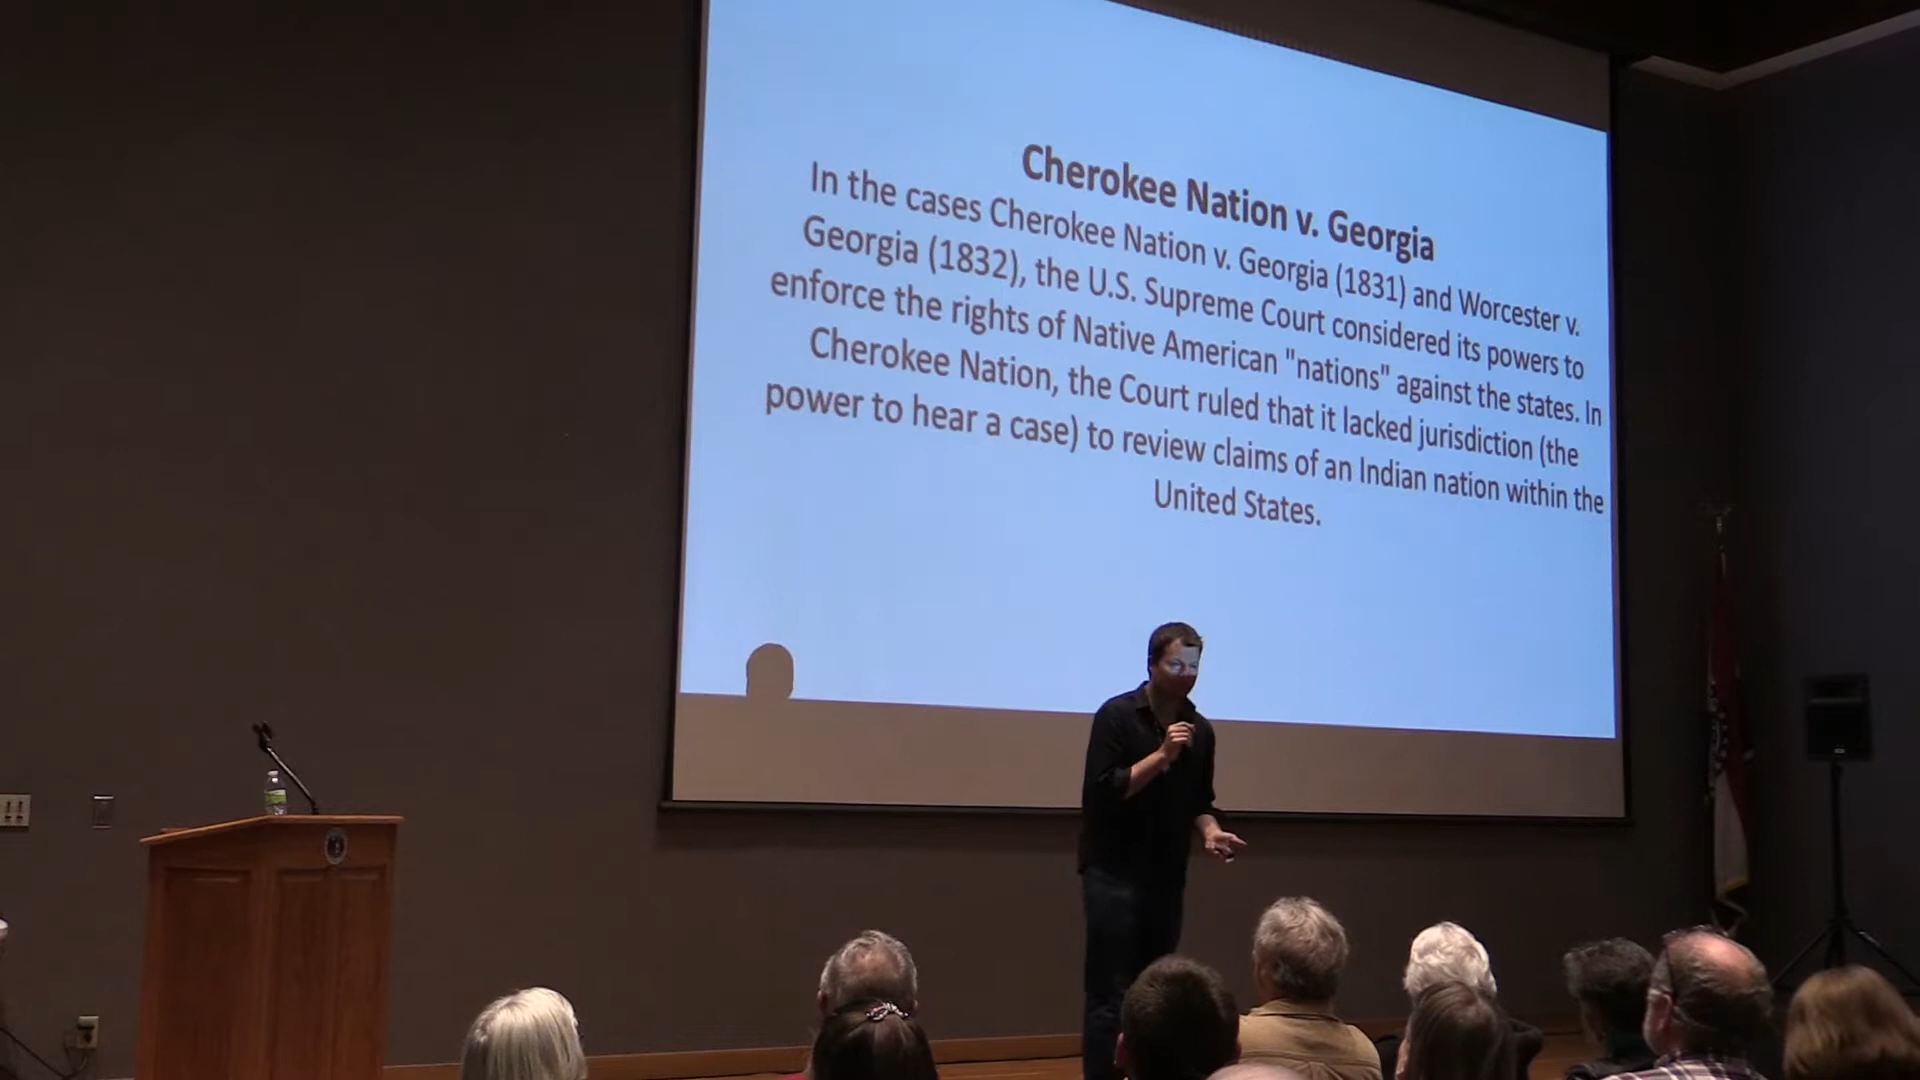 Cherokee Nation v. Georgia
In the cases Cherokee Nation v. Georgia (1831) and Worcester v.
Georgia (1832), the U.S. Supreme Court considered its powers to
enforce the rights of Native American "nations" against the states. In
Cherokee Nation, the Court ruled that it lacked jurisdiction (the
power to hear a case) to review claims of an Indian nation within the
United States.